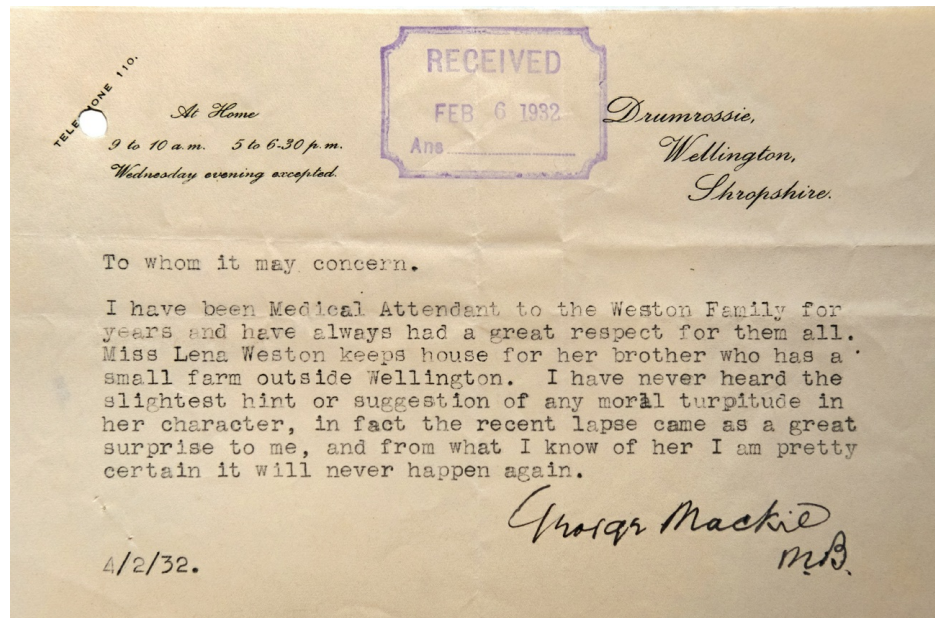 TELEPHONE 110.
At Home
9 to 10 a.m. 5 to 6-30 p.m.
Wednesday evening excepted.
RECEIVED
FEB 6 1932
Ans
Drumrossie,
Wellington,
Shropshire.
To whom it may concern.
I have been Medical Attendant to the Weston Family for
years and have always had a great respect for them all.
Miss Lena Weston keeps house for her brother who has a
small farm outside Wellington. I have never heard the
slightest hint or suggestion of any moral turpitude in
her character, in fact the recent lapse came as a great
surprise to me, and from what I know of her I am pretty
certain it will never happen again.
George Mackie
M.B.
4/2/32.